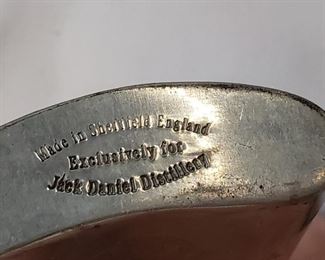 Made in Sheffield England
Exclusively for
Jack Daniel Distillery